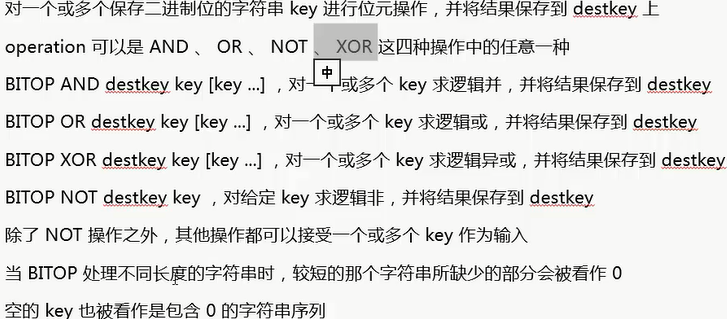 对一个或多个保存二进制位的字符串 key 进行位元操作，并将结果保存到 destkey 上
operation 可以是 AND 、 OR 、 NOT 、 XOR 这四种操作中的任意一种
中
BITOP AND destkey key [key ...] ，对一个或多个 key 求逻辑并，并将结果保存到 destkey
BITOP OR destkey key [key ...] ，对一个或多个 key 求逻辑或，并将结果保存到 destkey
BITOP XOR destkey key [key ...] ，对一个或多个 key 求逻辑异或，并将结果保存到 destkey
BITOP NOT destkey key ，对给定 key 求逻辑非，并将结果保存到 destkey
除了 NOT 操作之外，其他操作都可以接受一个或多个 key 作为输入
当 BITOP 处理不同长度的字符串时，较短的那个字符串所缺少的部分会被看作 0
空的 key 也被看作是包含 0 的字符串序列